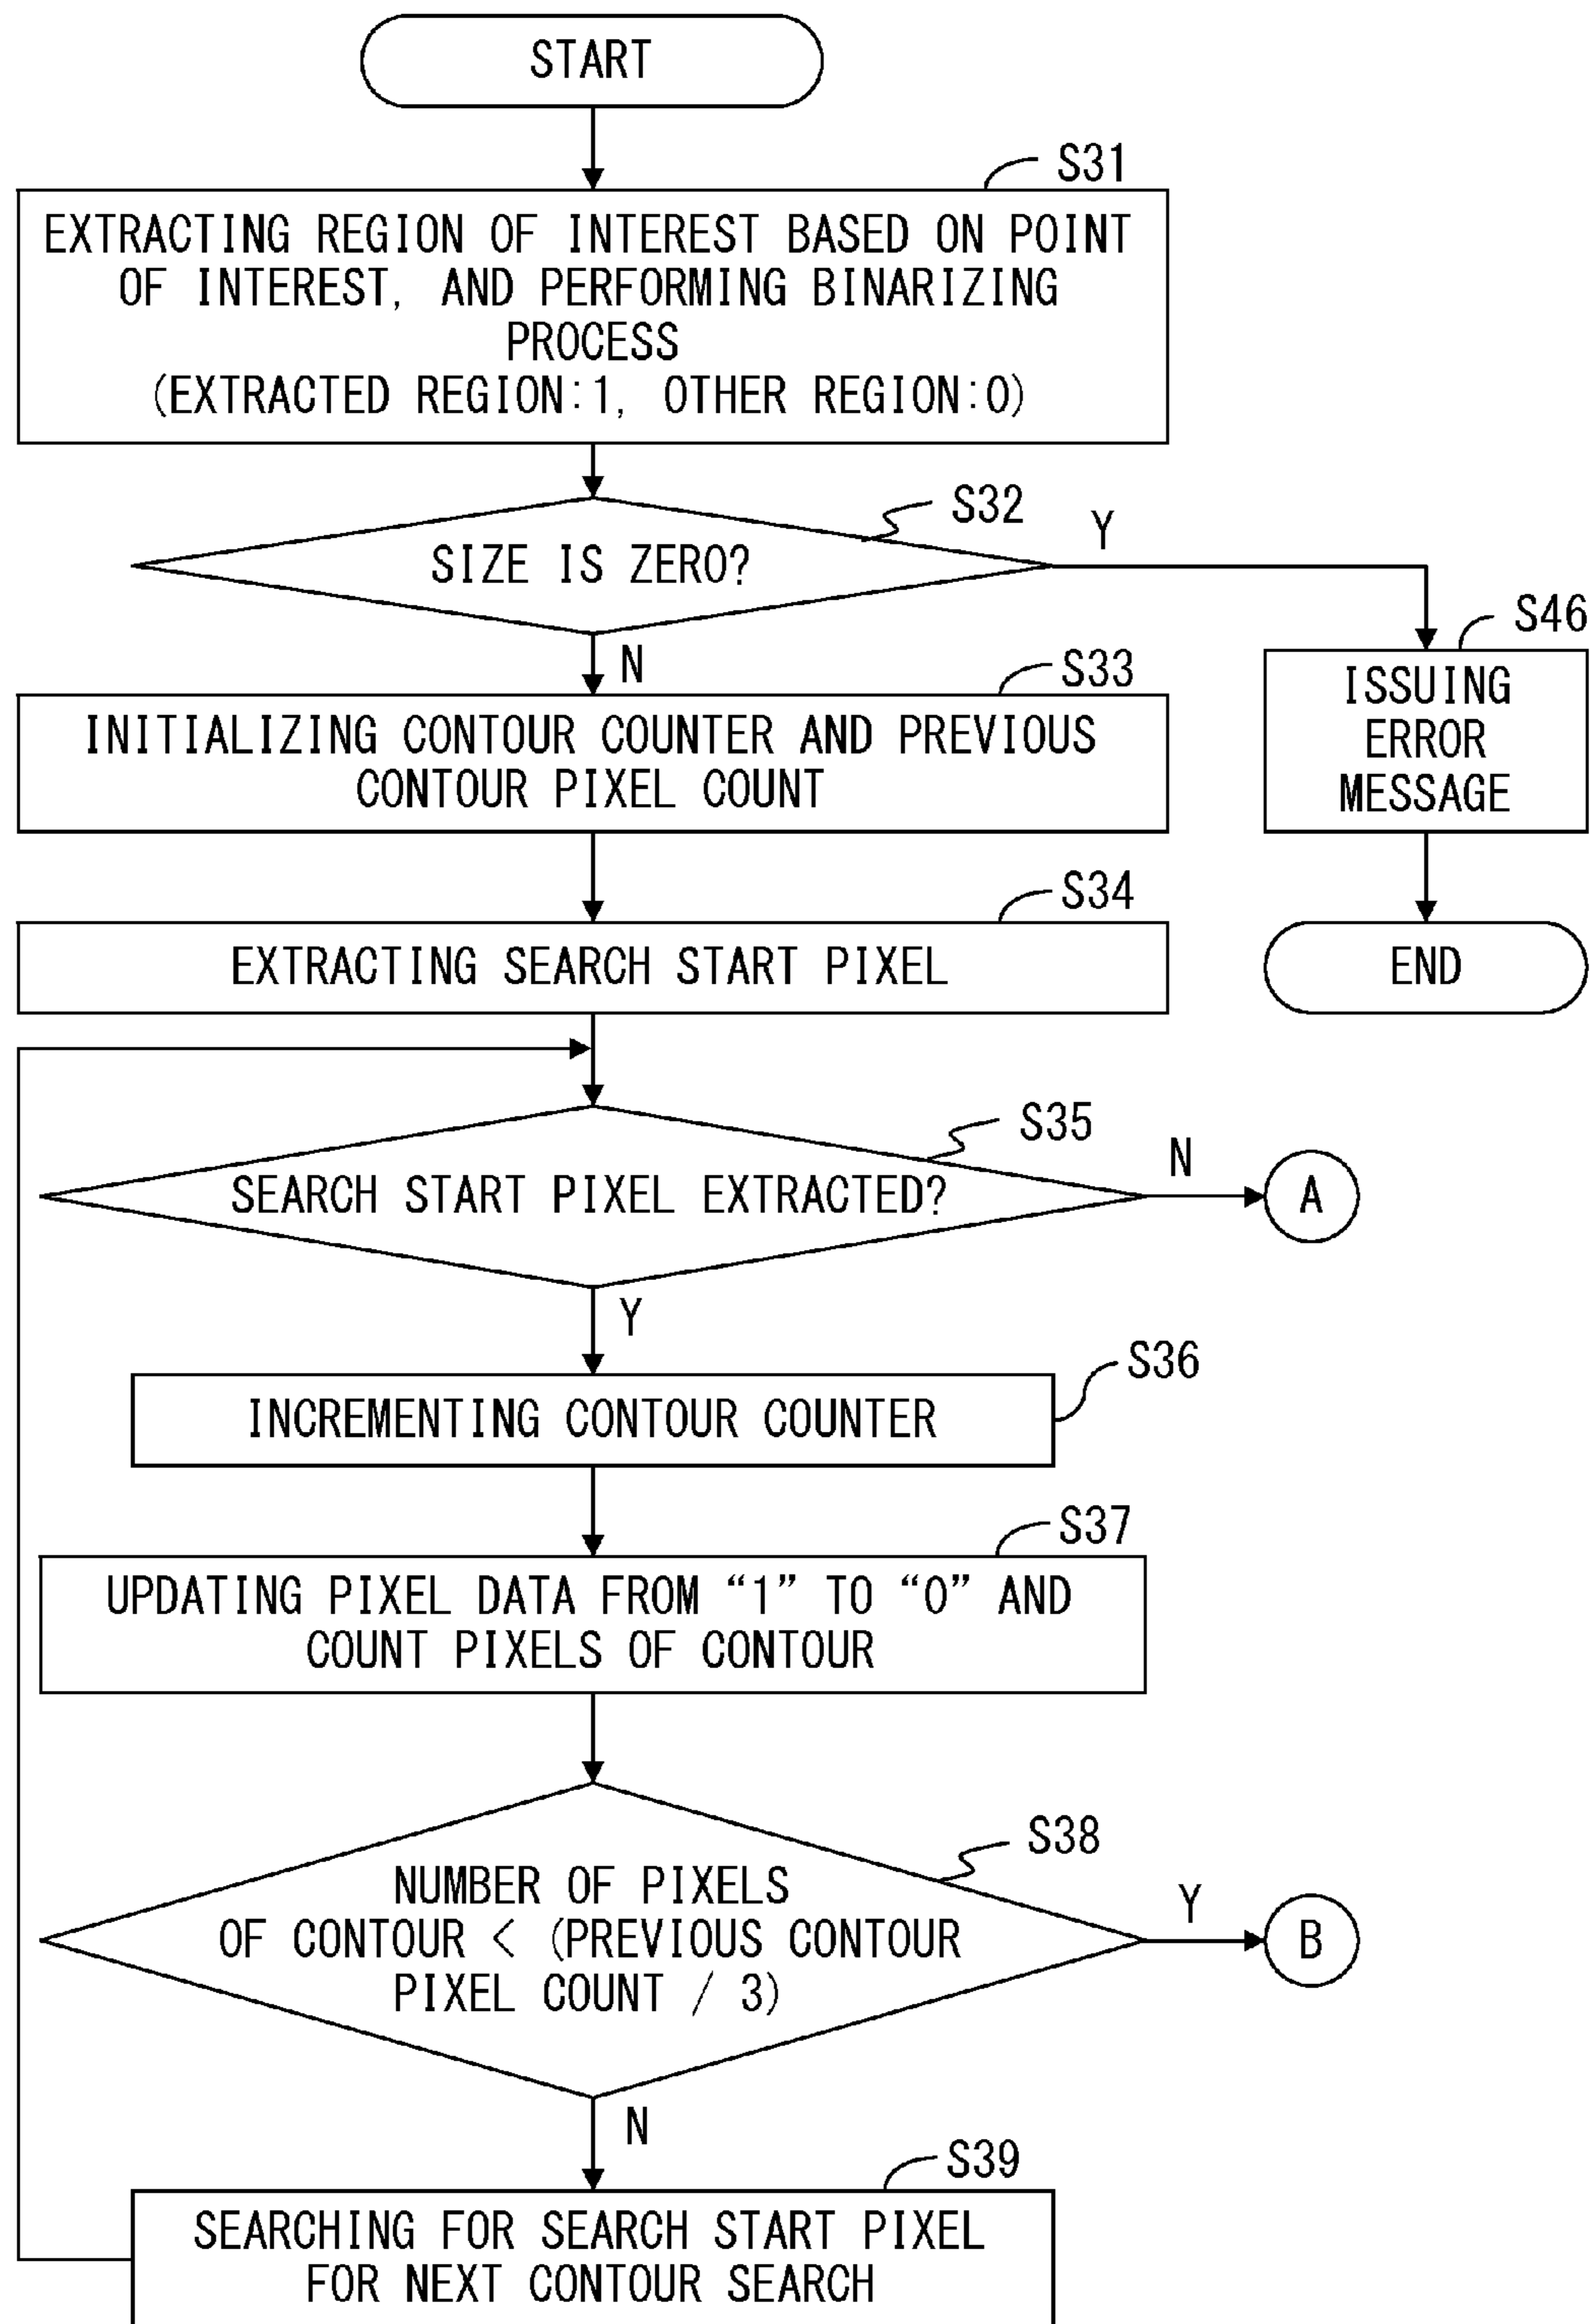 START
S31
EXTRACTING REGION OF INTEREST BASED ON POINT
OF INTEREST, AND PERFORMING BINARIZING
PROCESS
(EXTRACTED REGION:1, OTHER REGION:0)
S32
SIZE IS ZERO?
Y
N
S46
ISSUING
ERROR
MESSAGE
END
S33
INITIALIZING CONTOUR COUNTER AND PREVIOUS
CONTOUR PIXEL COUNT
S34
EXTRACTING SEARCH START PIXEL
S35
SEARCH START PIXEL EXTRACTED?
N
A
Y
S36
INCREMENTING CONTOUR COUNTER
S37
UPDATING PIXEL DATA FROM “1” TO “0” AND
COUNT PIXELS OF CONTOUR
S38
NUMBER OF PIXELS
OF CONTOUR < (PREVIOUS CONTOUR
PIXEL COUNT / 3)
Y
B
N
S39
SEARCHING FOR SEARCH START PIXEL
FOR NEXT CONTOUR SEARCH